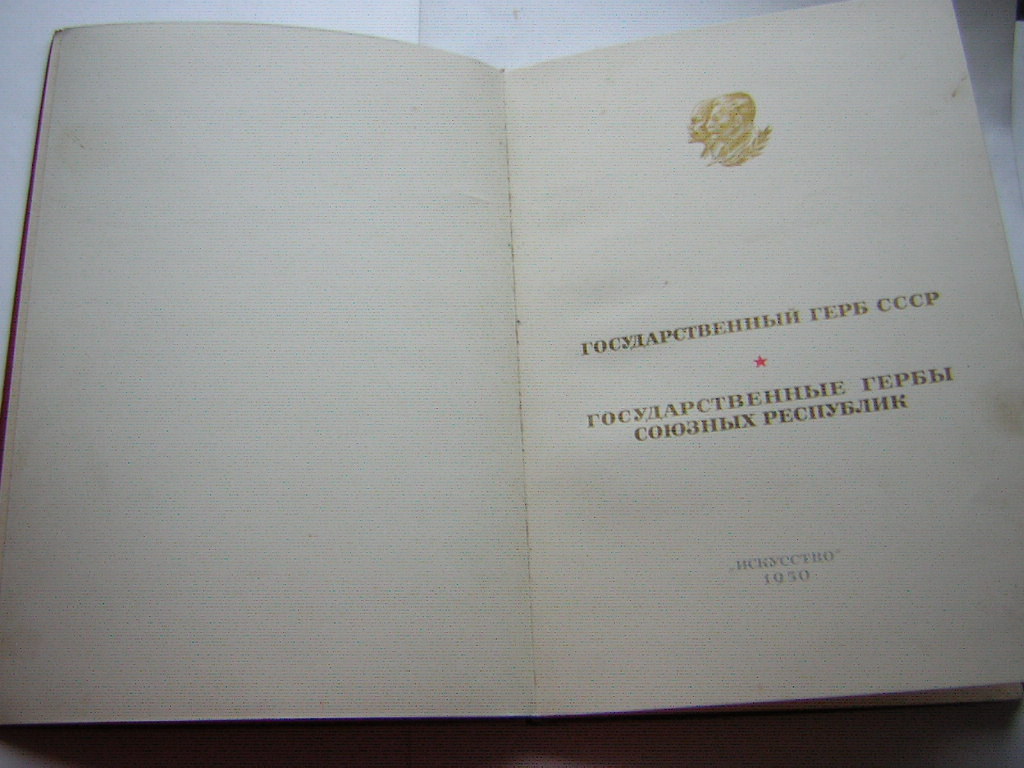 ГОСУДАРСТВЕННЫЙ ГЕРБ СССР
ГОСУДАРСТВЕННЫЕ ГЕРБЫ
СОЮЗНЫХ РЕСПУБЛИК
„ИСКУССТВО“
1950